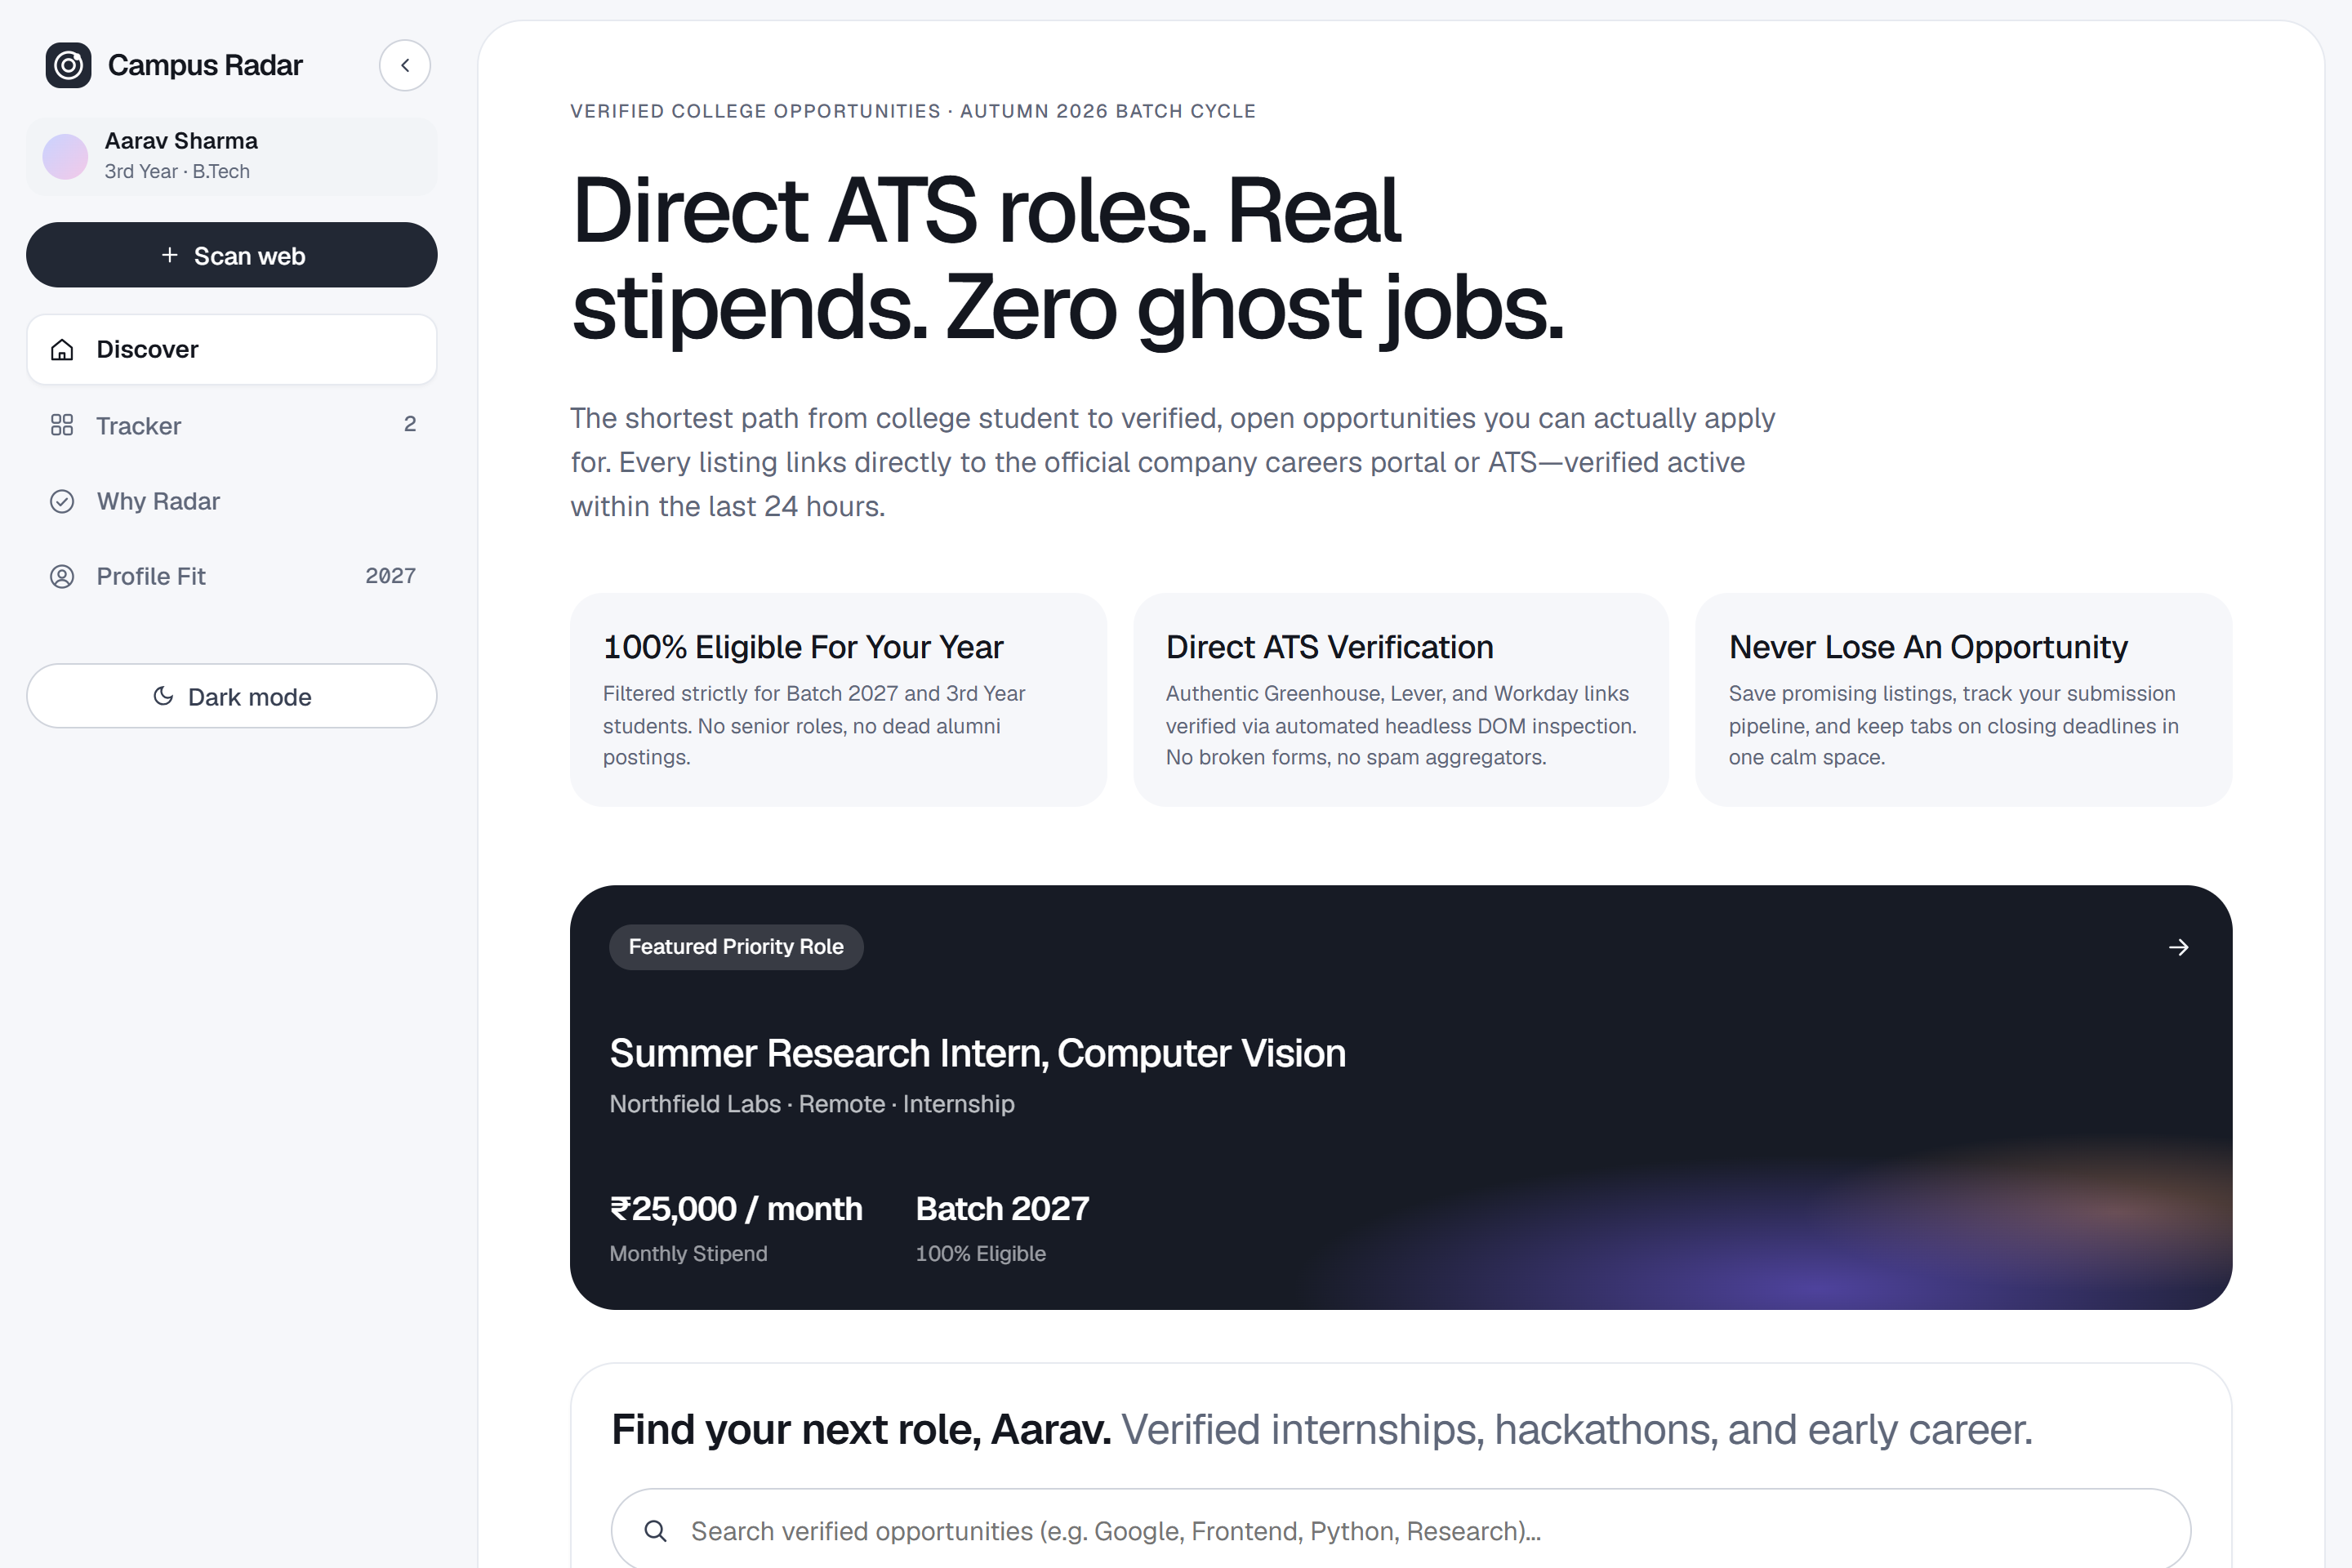 Campus Radar
Aarav Sharma
3rd Year · B.Tech
Scan web
Discover
Tracker 2
Why Radar
Profile Fit 2027
Dark mode
VERIFIED COLLEGE OPPORTUNITIES · AUTUMN 2026 BATCH CYCLE
Direct ATS roles. Real
stipends. Zero ghost jobs.
The shortest path from college student to verified, open opportunities you can actually apply
for. Every listing links directly to the official company careers portal or ATS—verified active
within the last 24 hours.
100% Eligible For Your Year
Filtered strictly for Batch 2027 and 3rd Year
students. No senior roles, no dead alumni
postings.
Direct ATS Verification
Authentic Greenhouse, Lever, and Workday links
verified via automated headless DOM inspection.
No broken forms, no spam aggregators.
Never Lose An Opportunity
Save promising listings, track your submission
pipeline, and keep tabs on closing deadlines in
one calm space.
Featured Priority Role
Summer Research Intern, Computer Vision
Northfield Labs · Remote · Internship
₹25,000 / month
Monthly Stipend
Batch 2027
100% Eligible
Find your next role, Aarav. Verified internships, hackathons, and early career.
Search verified opportunities (e.g. Google, Frontend, Python, Research)...